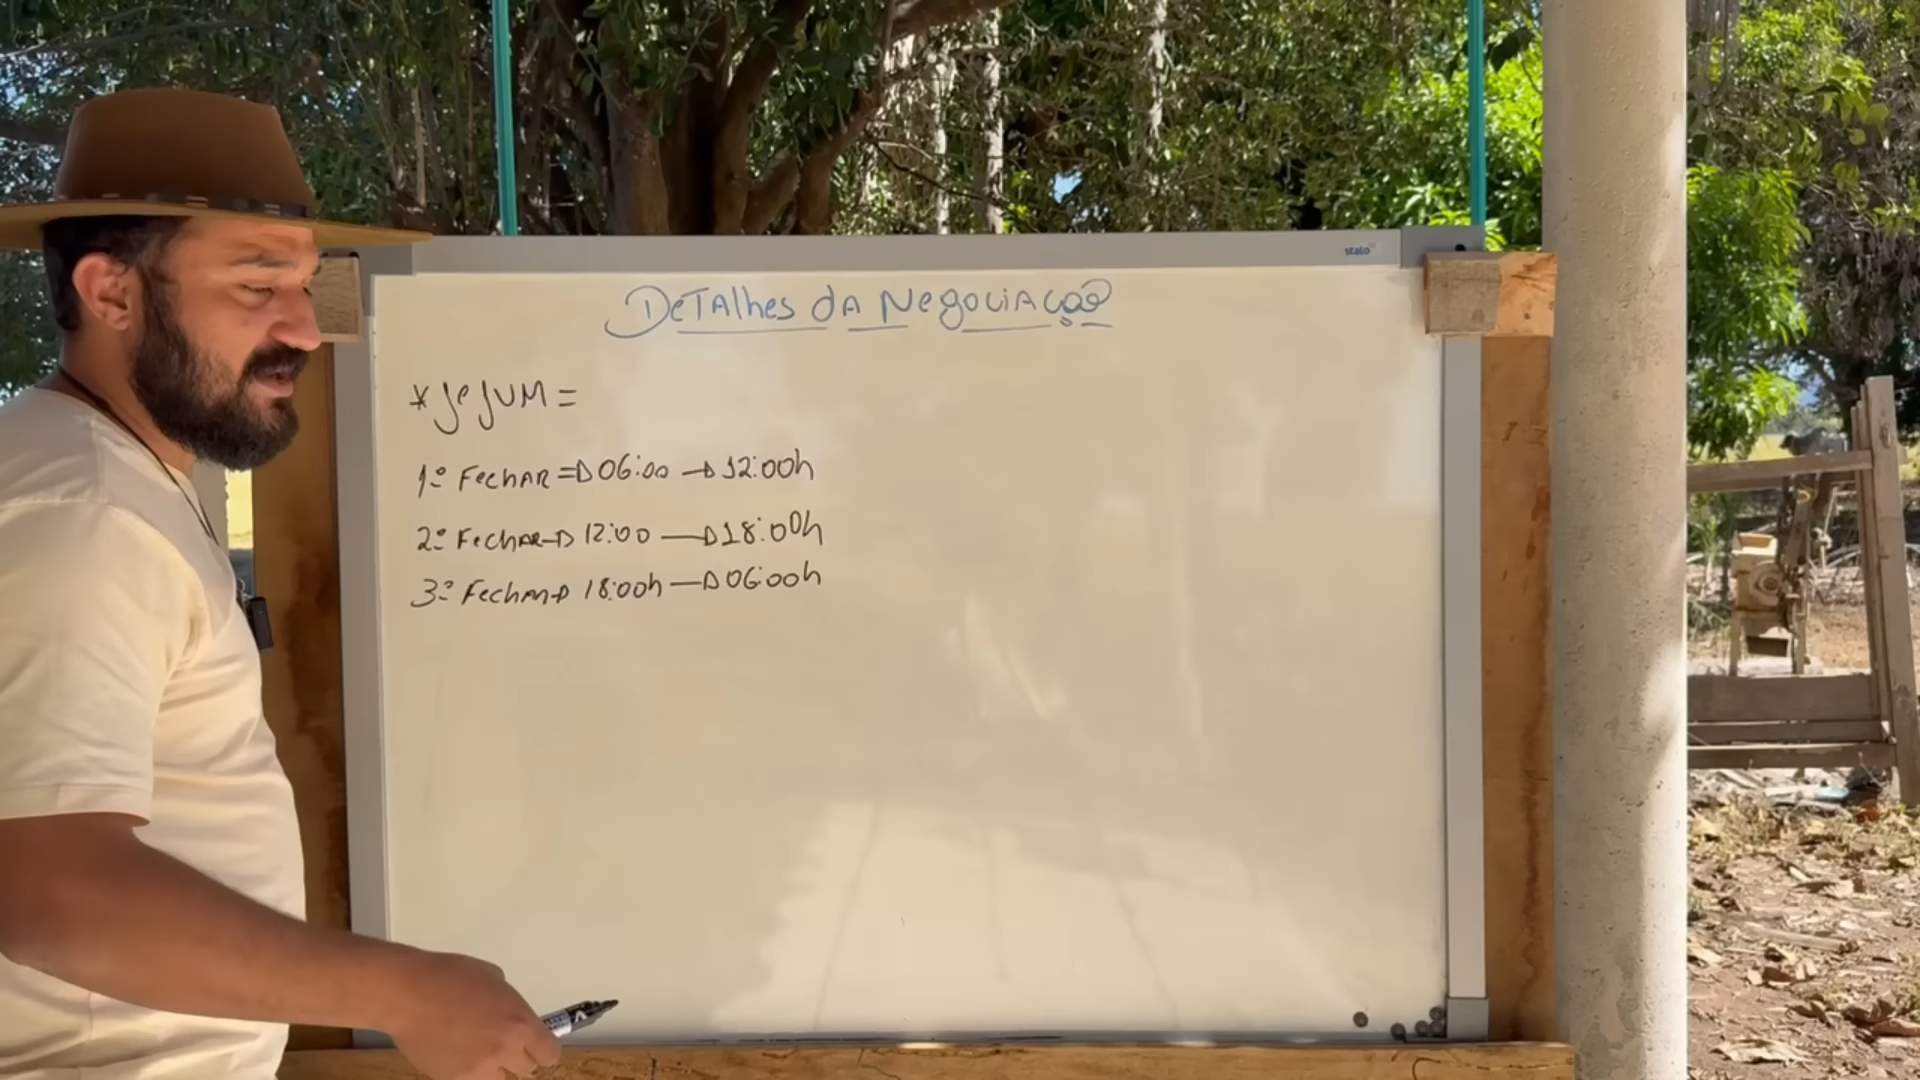 stalo
DeTAlhes dA NegociAção
* JeJUM =
1º FechAR => 06:00 → 12:00h
2º FechAR → 12:00 → 18:00h
3º FechAR → 18:00h → 06:00h